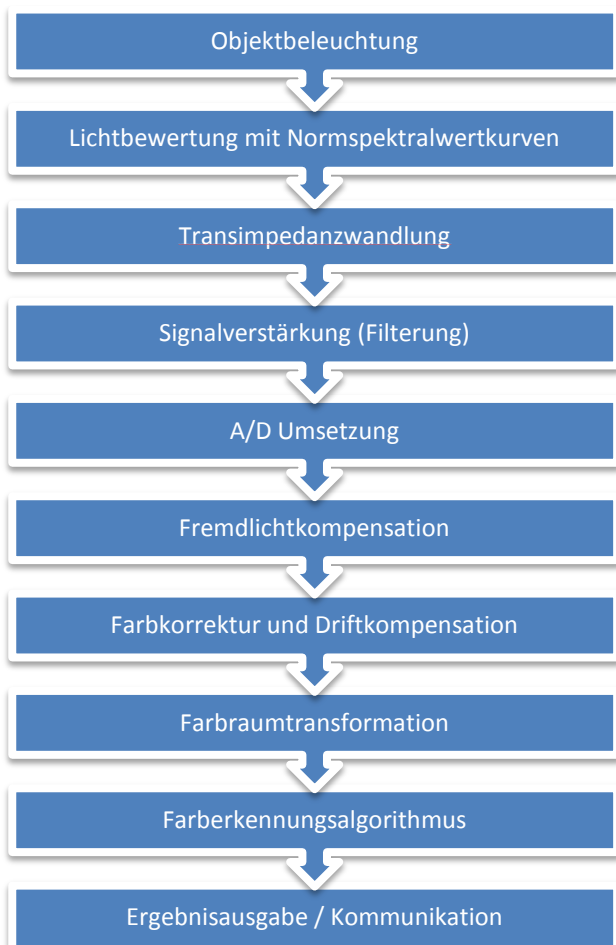 Objektbeleuchtung
Lichtbewertung mit Normspektralwertkurven
Transimpedanzwandlung
Signalverstärkung (Filterung)
A/D Umsetzung
Fremdlichtkompensation
Farbkorrektur und Driftkompensation
Farbraumtransformation
Farberkennungsalgorithmus
Ergebnisausgabe / Kommunikation